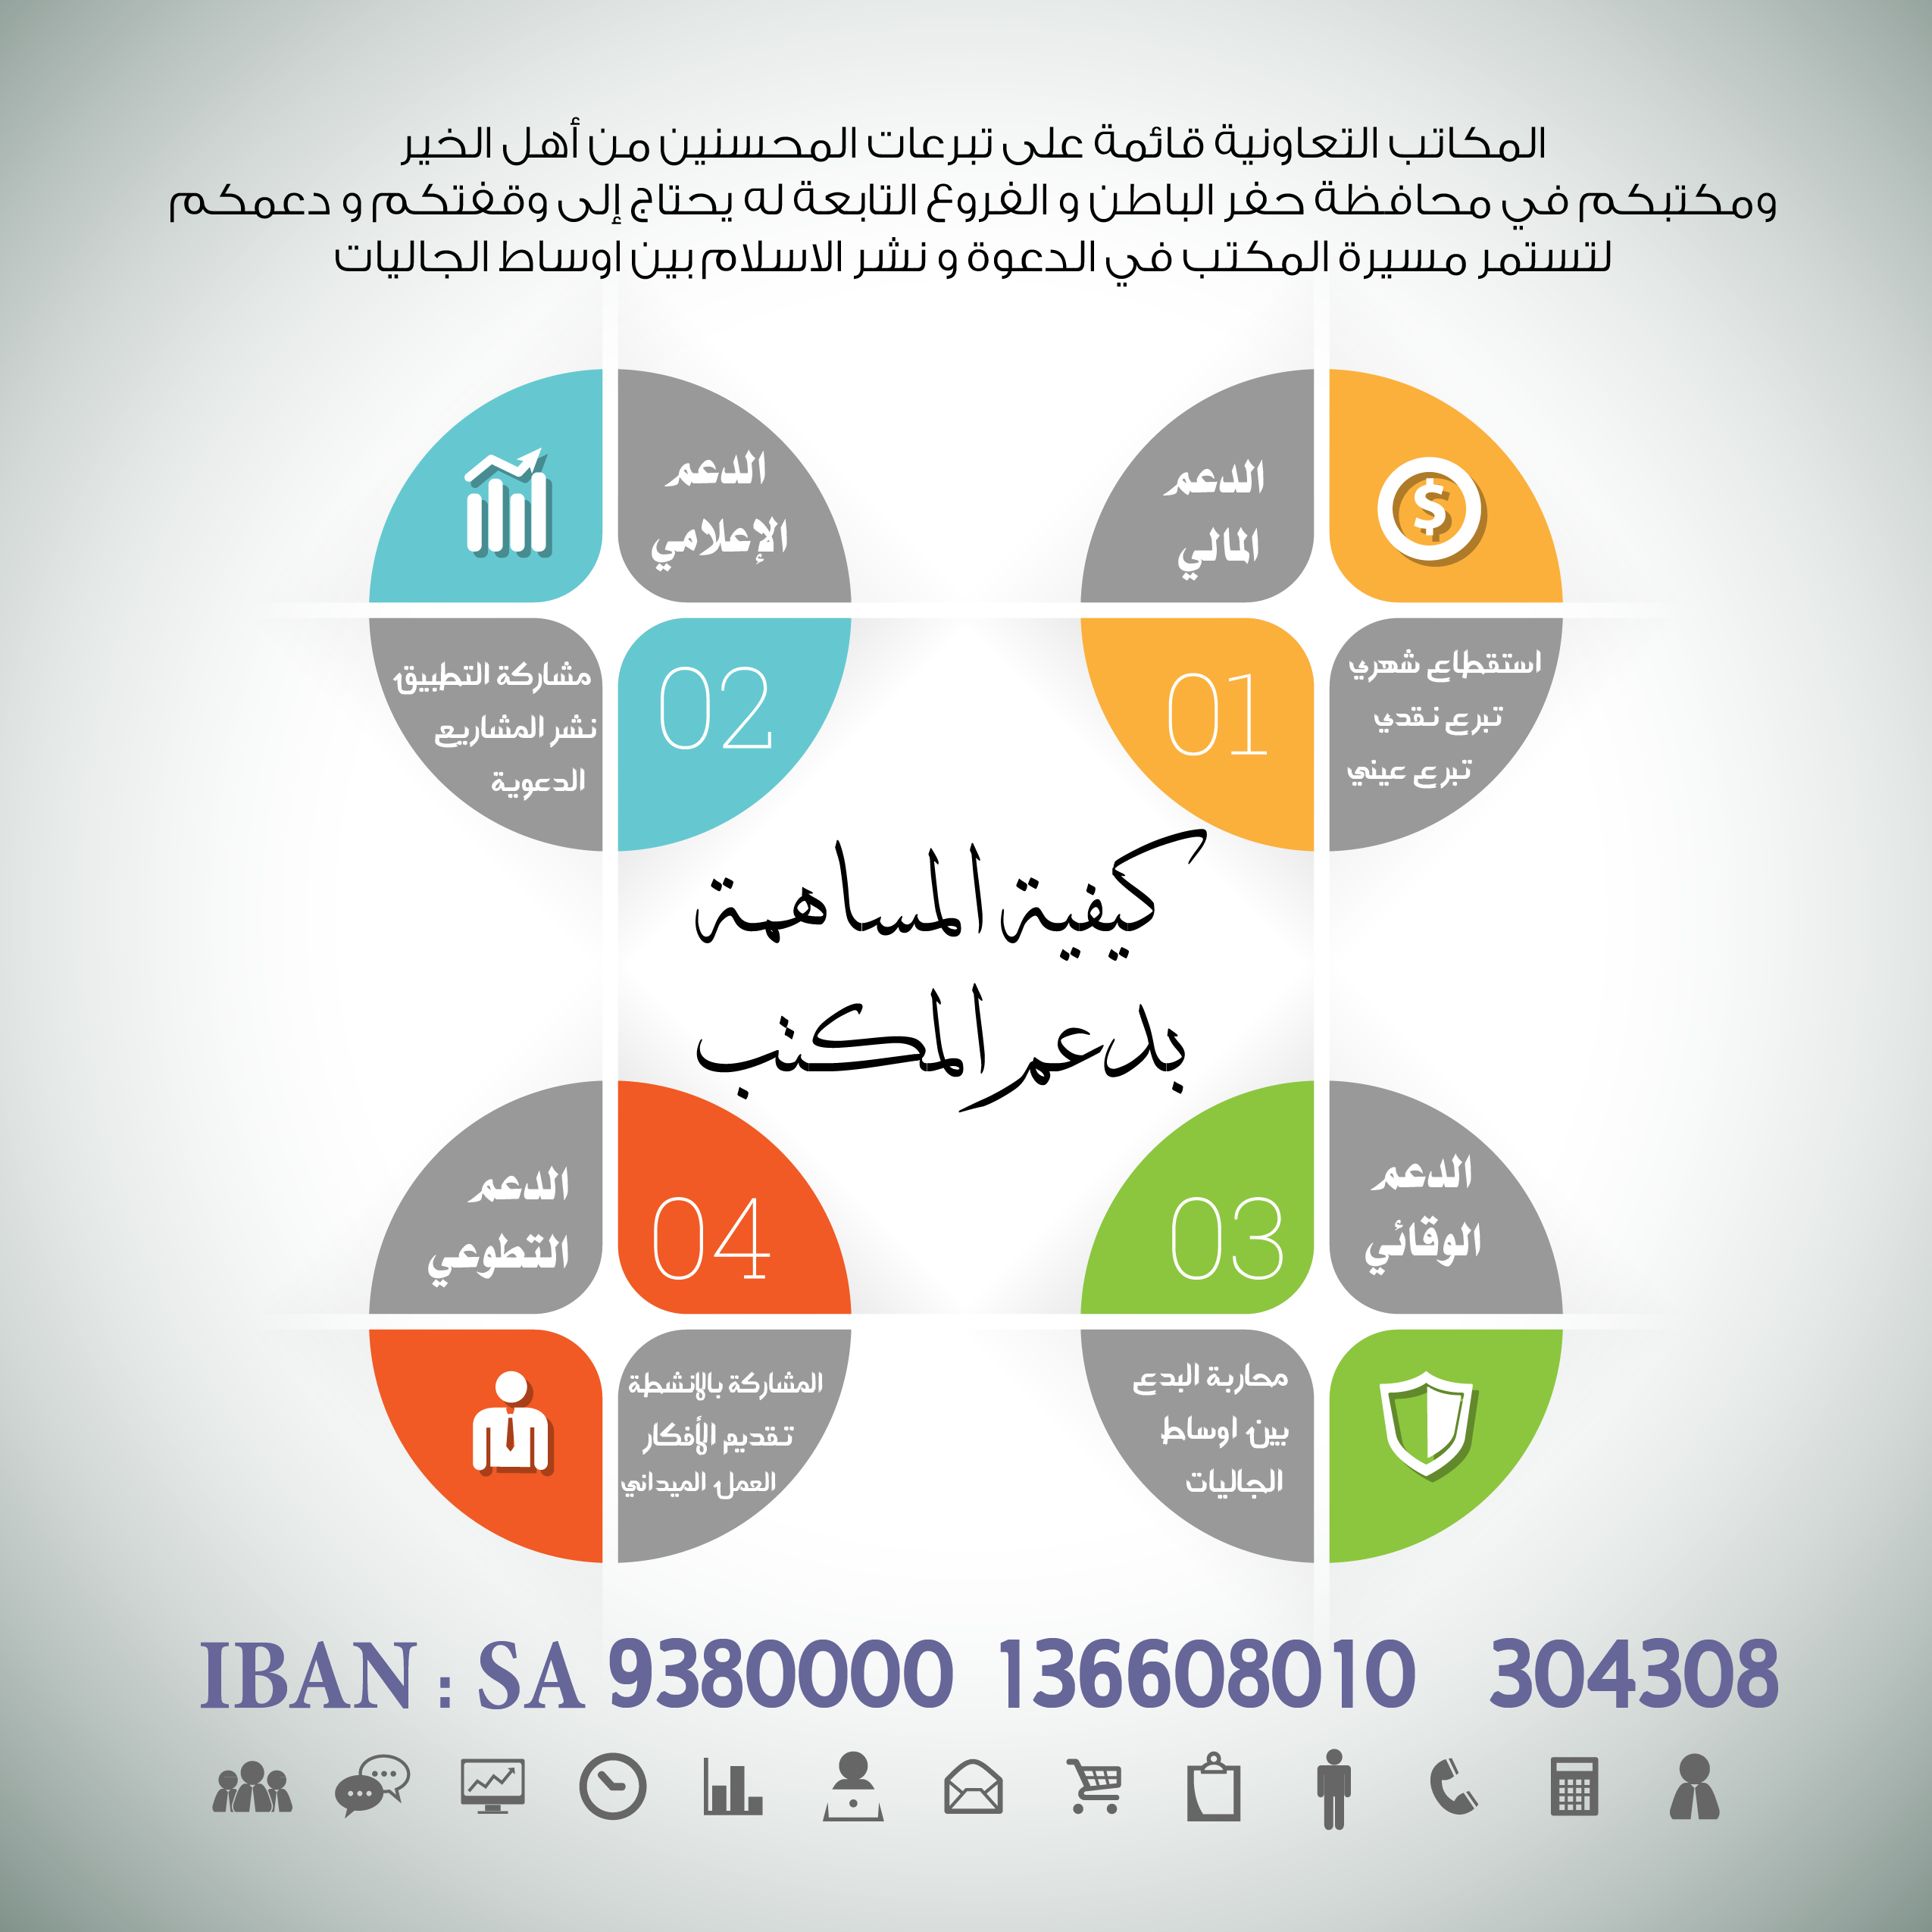 المكاتب التعاونية قائمة على تبرعات المحسنين من أهل الخير
ومكتبكم في محافظة حفر الباطن و الفروع التابعة له يحتاج إلى وقفتكم و دعمكم
لتستمر مسيرة المكتب في الدعوة و نشر الاسلام بين اوساط الجاليات
الدعم
المالي
01
استقطاع شهري
تبرع نقدي
تبرع عيني
الدعم
الإعلامي
02
مشاركة التطبيق
نشر المشاريع
الدعوية
كيفية المساهمة
بدعم المكتب
الدعم
الوقائي
03
محاربة البدع
بين اوساط
الجاليات
04
الدعم
التطوعي
المشاركة بالانشطة
تقديم الأفكار
العمل الميداني
IBAN : SA 9380000 136608010 304308